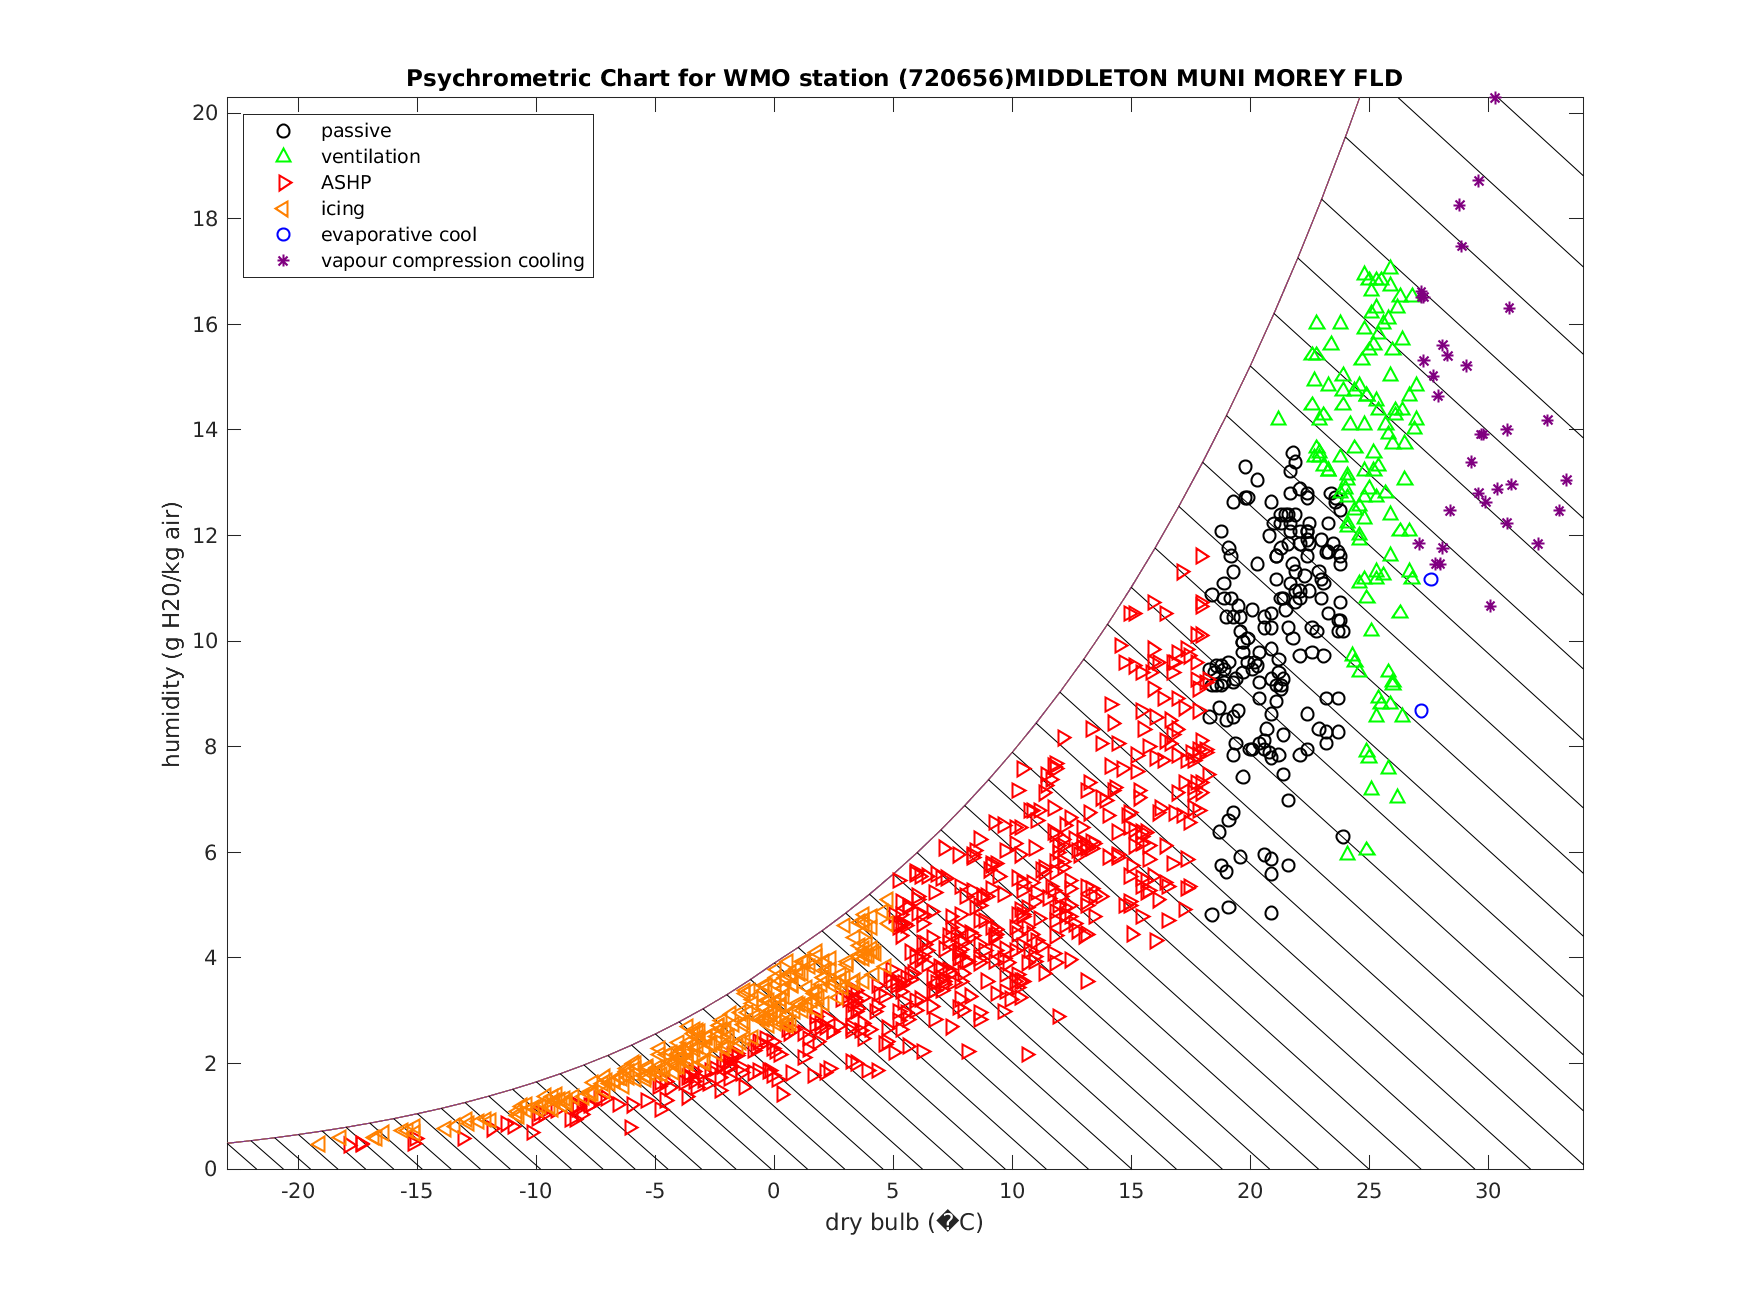 Psychrometric Chart for WMO station (720656)MIDDLETON MUNI MOREY FLD
passive
ventilation
ASHP
icing
evaporative cool
vapour compression cooling
humidity (g H20/kg air)
20
18
16
14
12
10
8
6
4
2
0
-20 -15 -10 -5 0 5 10 15 20 25 30
dry bulb (�C)